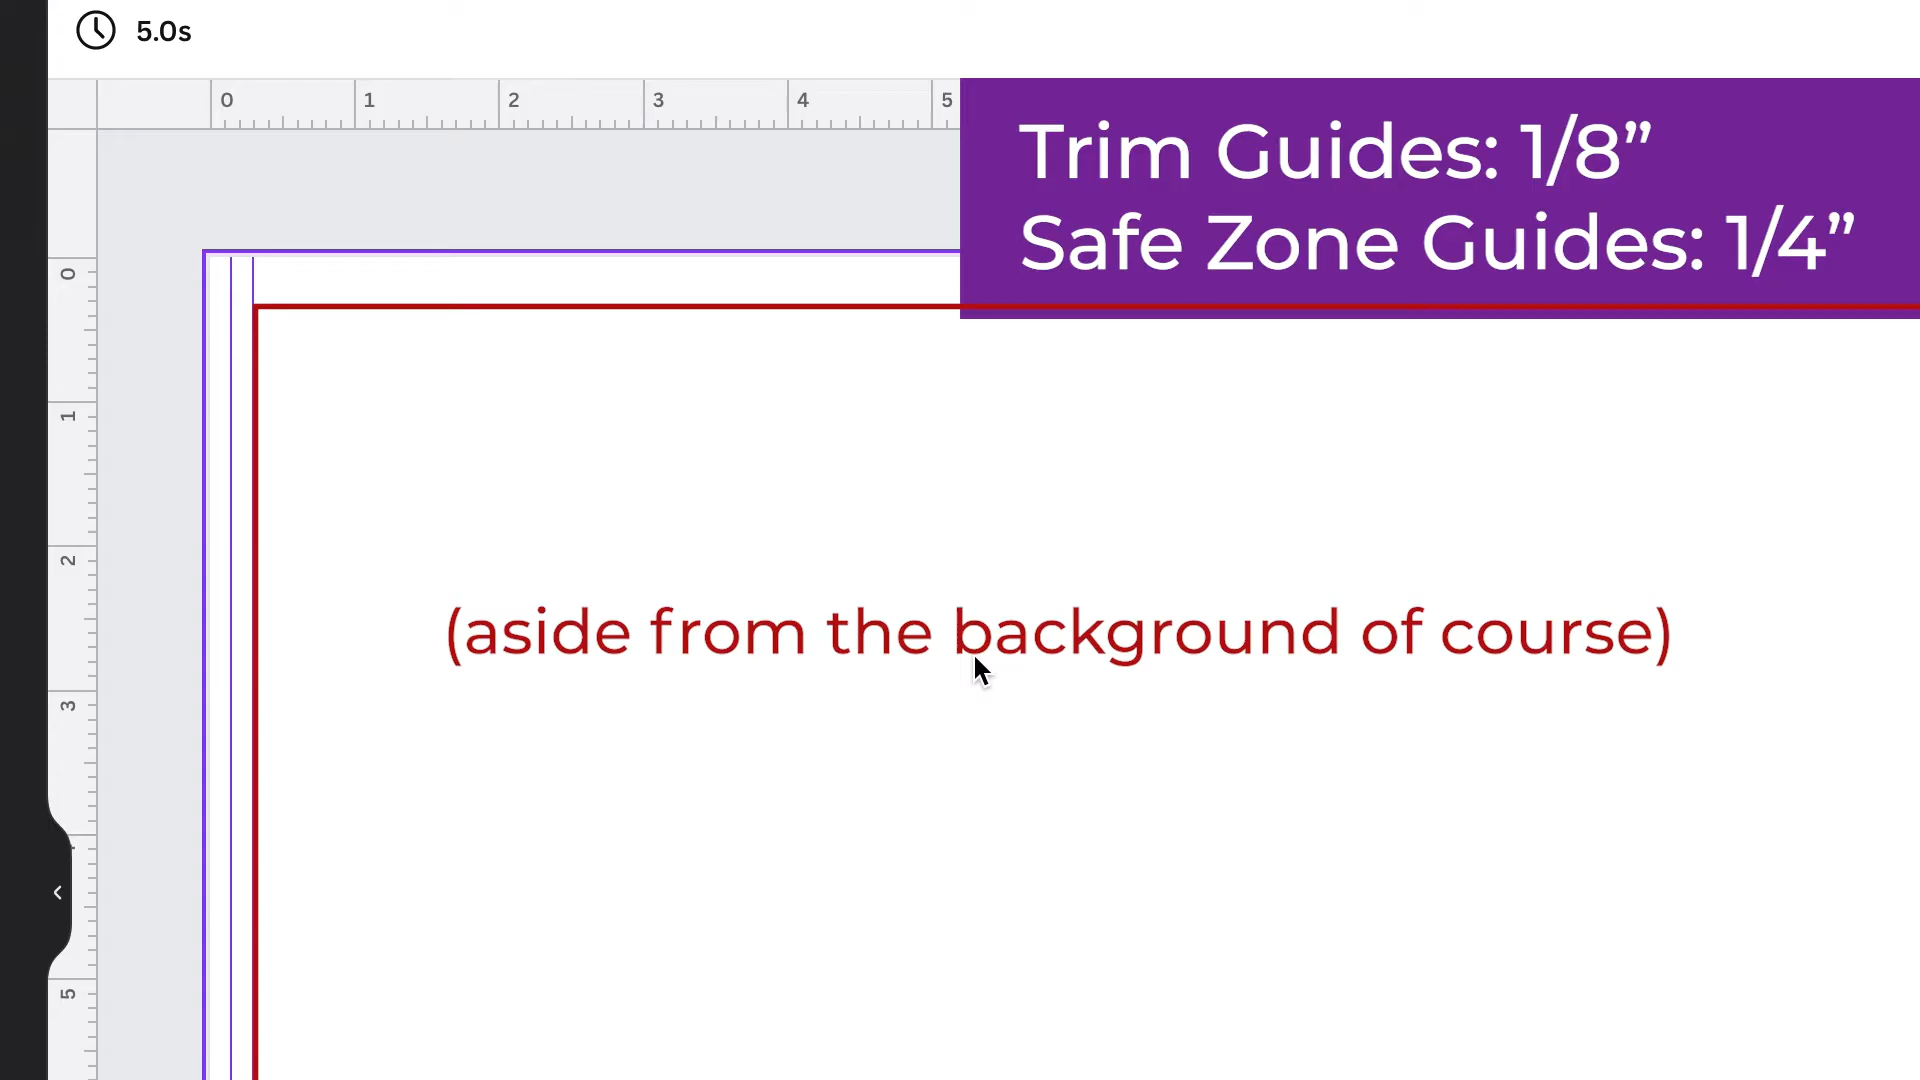 5.0s
0 1 2 3 4 5
Trim Guides: 1/8”
Safe Zone Guides: 1/4”
0
1
2
(aside from the background of course)
3
5